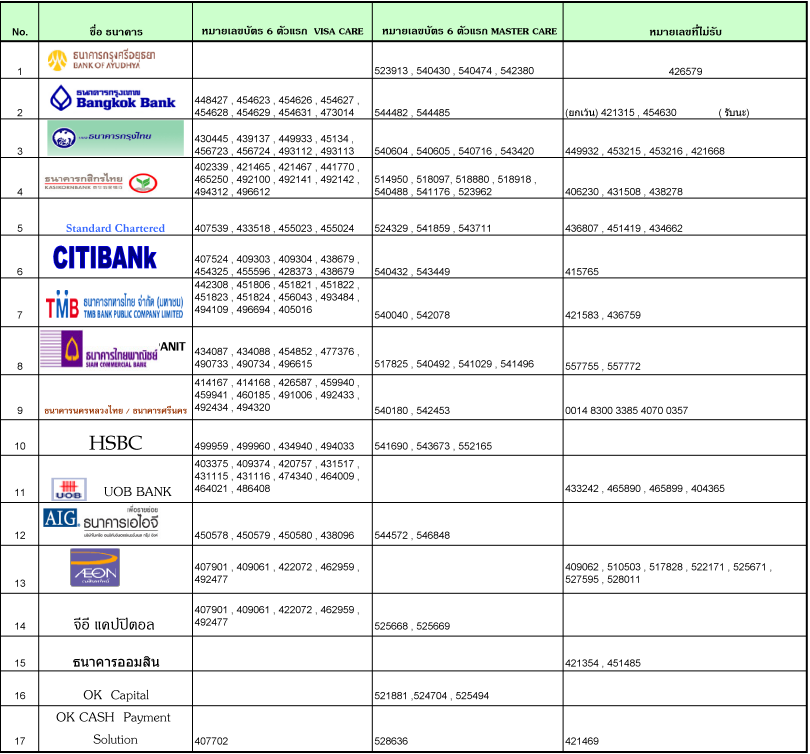 No. ชื่อ ธนาคาร หมายเลขบัตร 6 ตัวแรก VISA CARE หมายเลขบัตร 6 ตัวแรก MASTER CARE หมายเลขที่ไม่รับ
ธนาคารกรุงศรีอยุธยา
BANK OF AYUDHYA
1 523913 , 540430 , 540474 , 542380 426579
ธนาคารกรุงเทพ
Bangkok Bank
448427 , 454623 , 454626 , 454627 ,
2 454628 , 454629 , 454631 , 473014 544482 , 544485 (ยกเว้น) 421315 , 454630 ( รับนะ)
ธนาคารกรุงไทย
430445 , 439137 , 449933 , 45134 ,
3 456723 , 456724 , 493112 , 493113 540604 , 540605 , 540716 , 543420 449932 , 453215 , 453216 , 421668
ธนาคารกสิกรไทย
KASIKORNBANK
402339 , 421465 , 421467 , 441770 ,
465250 , 492100 , 492141 , 492142 , 514950 , 518097, 518880 , 518918 ,
4 494312 , 496612 540488 , 541176 , 523962 406230 , 431508 , 438278
5 Standard Chartered 407539 , 433518 , 455023 , 455024 524329 , 541859 , 543711 436807 , 451419 , 434662
CITIBANk
407524 , 409303 , 409304 , 438679 ,
6 454325 , 455596 , 428373 , 438679 540432 , 543449 415765
442308 , 451806 , 451821 , 451822 ,
TMB ธนาคารทหารไทย จำกัด (มหาชน)
TMB BANK PUBLIC COMPANY LIMITED
451823 , 451824 , 456043 , 493484 ,
7 494109 , 496694 , 405016 540040 , 542078 421583 , 436759
'ANIT
ธนาคารไทยพาณิชย์
SIAM COMMERCIAL BANK
434087 , 434088 , 454852 , 477376 ,
8 490733 , 490734 , 496615 517825 , 540492 , 541029 , 541496 557755 , 557772
414167 , 414168 , 426587 , 459940 ,
459941 , 460185 , 491006 , 492433 ,
9 ธนาคารนครหลวงไทย / ธนาคารศรีนคร 492434 , 494320 540180 , 542453 0014 8300 3385 4070 0357
10 HSBC 499959 , 499960 , 434940 , 494033 541690 , 543673 , 552165
403375 , 409374 , 420757 , 431517 ,
431115 , 431116 , 474340 , 464009 ,
11 UOB UOB BANK 464021 , 486408 433242 , 465890 , 465899 , 404365
เพื่อรายย่อย
AIG ธนาคารเอไอจี
12 450578 , 450579 , 450580 , 438096 544572 , 546848
ÆON
407901 , 409061 , 422072 , 462959 , 409062 , 510503 , 517828 , 522171 , 525671 ,
13 492477 527595 , 528011
407901 , 409061 , 422072 , 462959 ,
14 จีอี แคปปิตอล 492477 525668 , 525669
15 ธนาคารออมสิน 421354 , 451485
16 OK Capital 521881 ,524704 , 525494
OK CASH Payment
17 Solution 407702 528636 421469